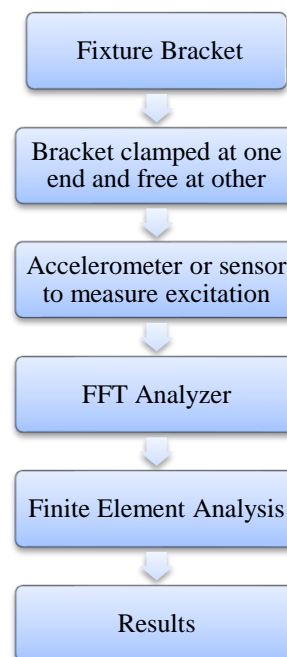 Fixture Bracket
Bracket clamped at one
end and free at other
Accelerometer or sensor
to measure excitation
FFT Analyzer
Finite Element Analysis
Results